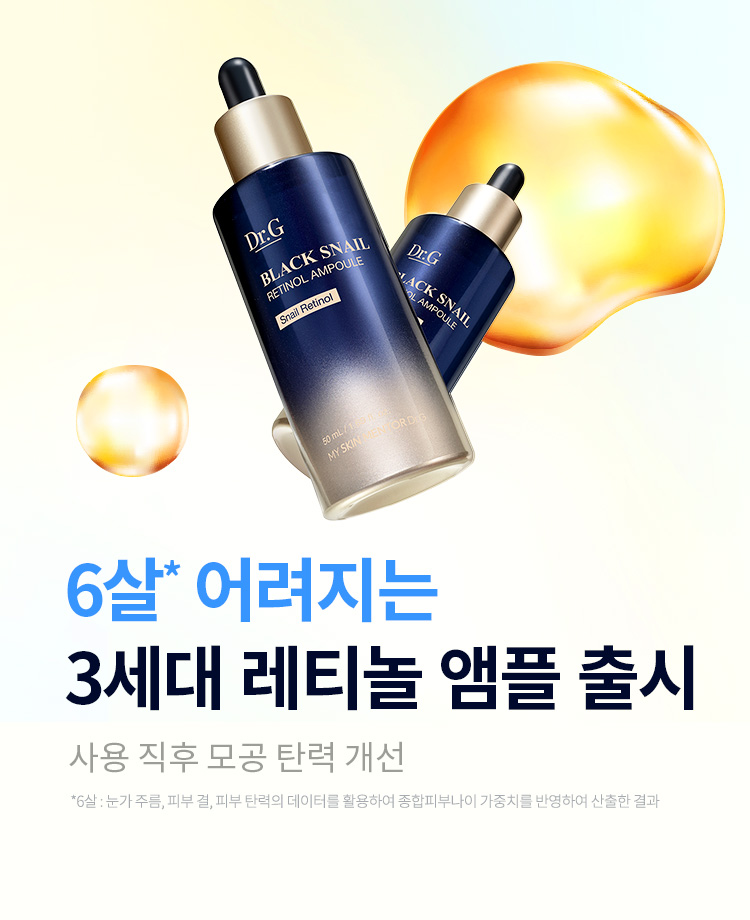 Dr.G
BLACK SNAIL
RETINOL AMPOULE
Snail Retinol
50 mL /
MY SKIN
Dr.G
BLACK SNAIL
RETINOL AMPOULE
6살* 어려지는
3세대 레티놀 앰플 출시
사용 직후 모공 탄력 개선
*6살 : 눈가 주름, 피부 결, 피부 탄력의 데이터를 활용하여 종합피부나이 가중치를 반영하여 산출한 결과